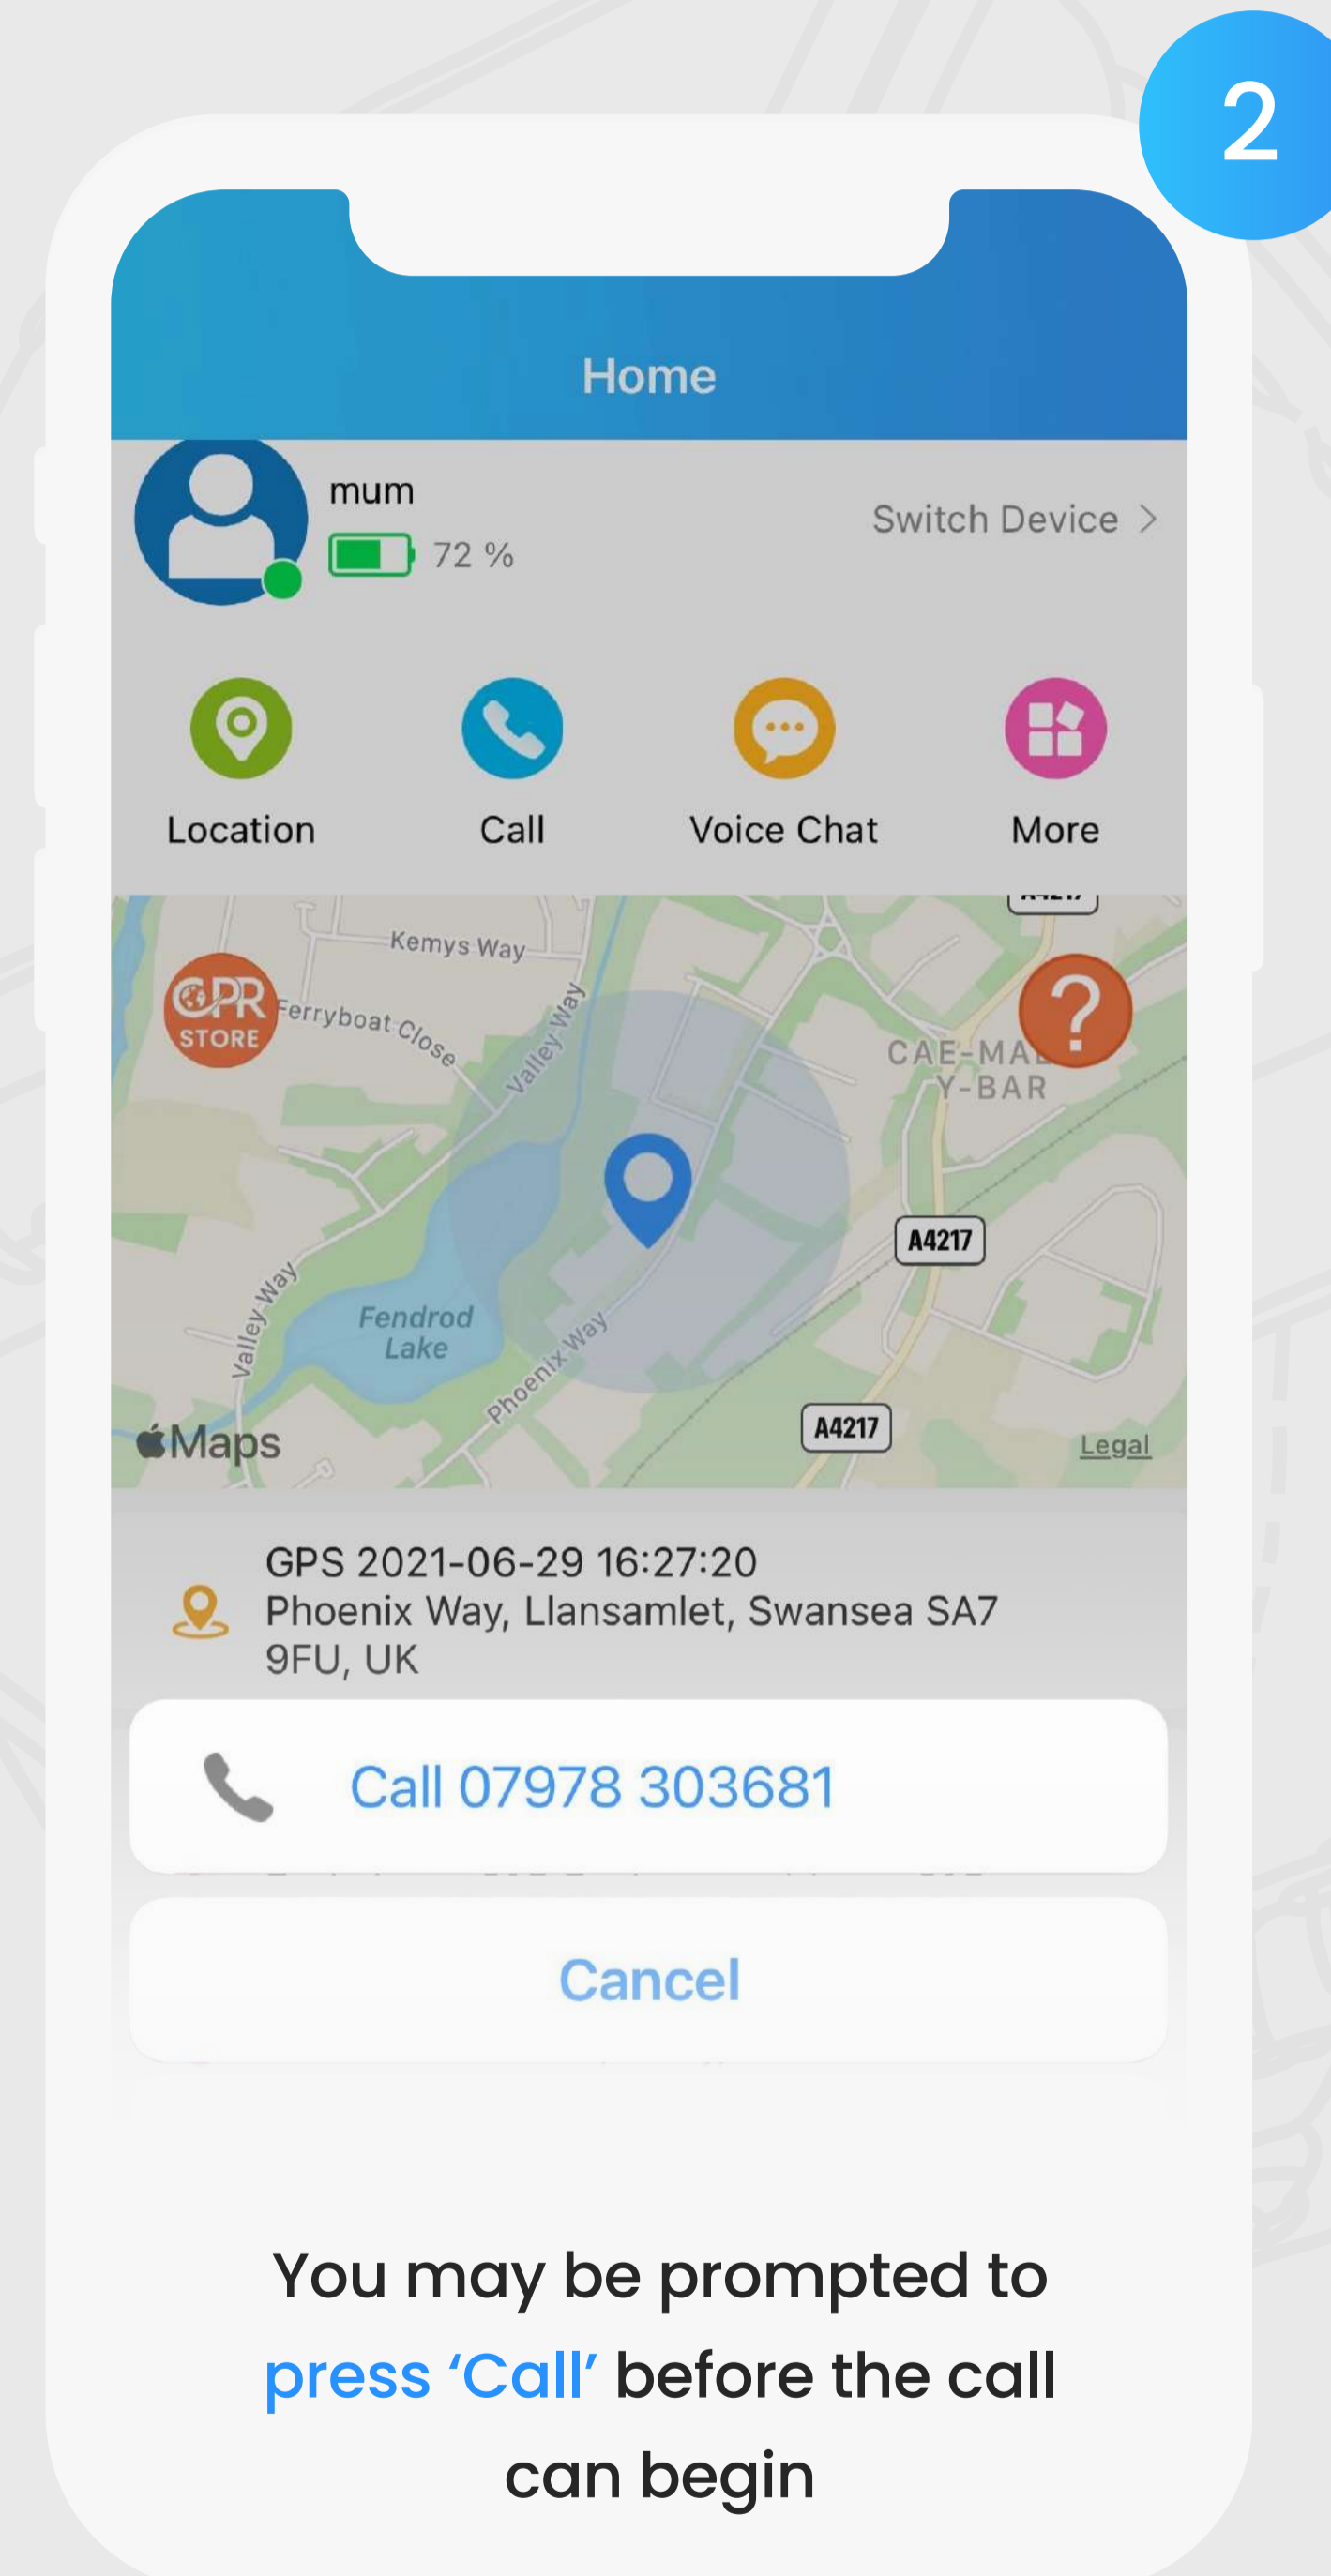 2
Home
mum
72 %
Switch Device
Location
Call
Voice Chat
More
Kemys Way
Ferryboat Close
Valley Way
CPR
STORE
?
Y-BAR
A4217
Valley Way
Fendrod
Lake
Phoenix Way
A4217
Maps
Legal
GPS 2021-06-29 16:27:20
Phoenix Way, Llansamlet, Swansea SA7
9FU, UK
Call 07978 303681
Cancel
You may be prompted to
press ‘Call’ before the call
can begin